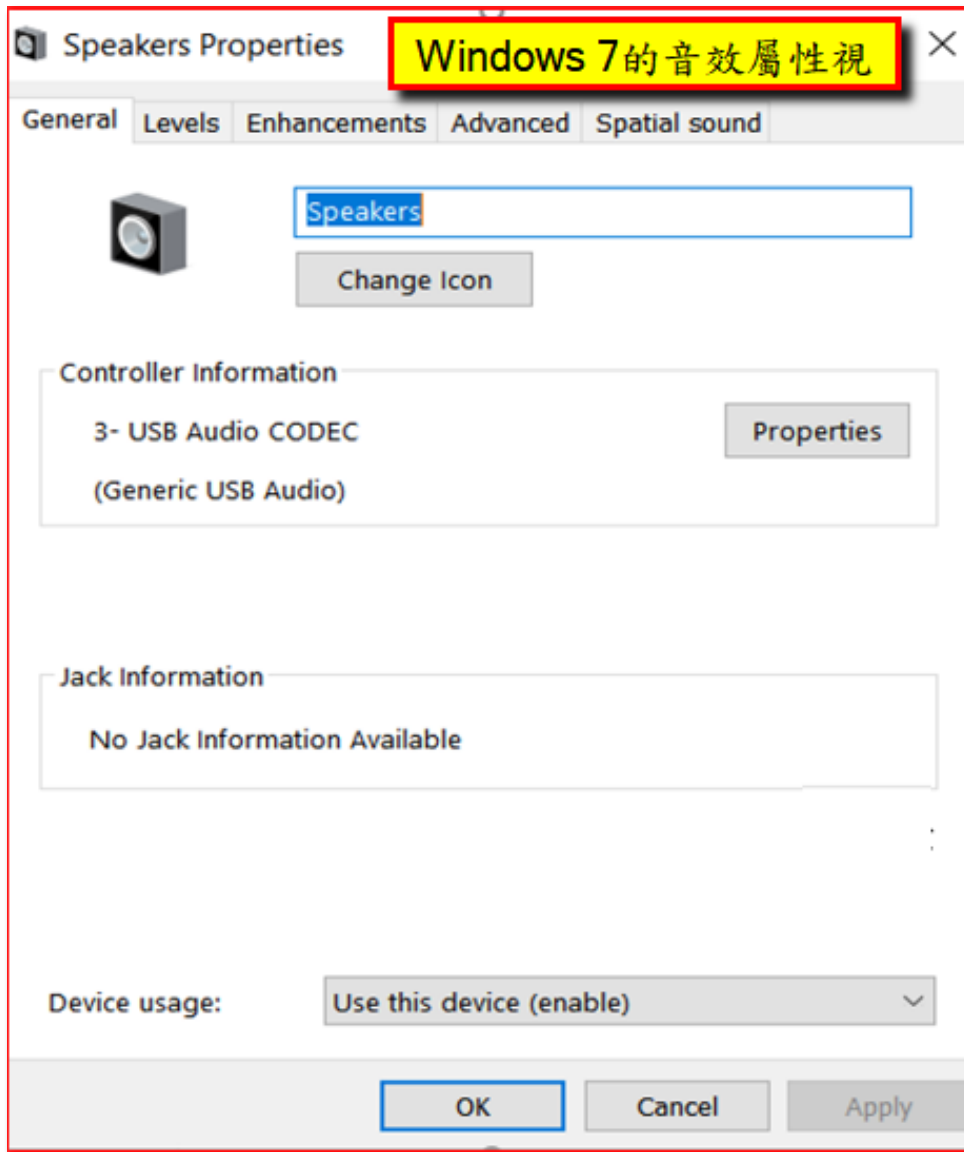 Speakers Properties
Windows 7的音效屬性視
General Levels Enhancements Advanced Spatial sound
Speakers
Change Icon
Controller Information
3- USB Audio CODEC
Properties
(Generic USB Audio)
Jack Information
No Jack Information Available
Device usage:
Use this device (enable)
OK Cancel Apply